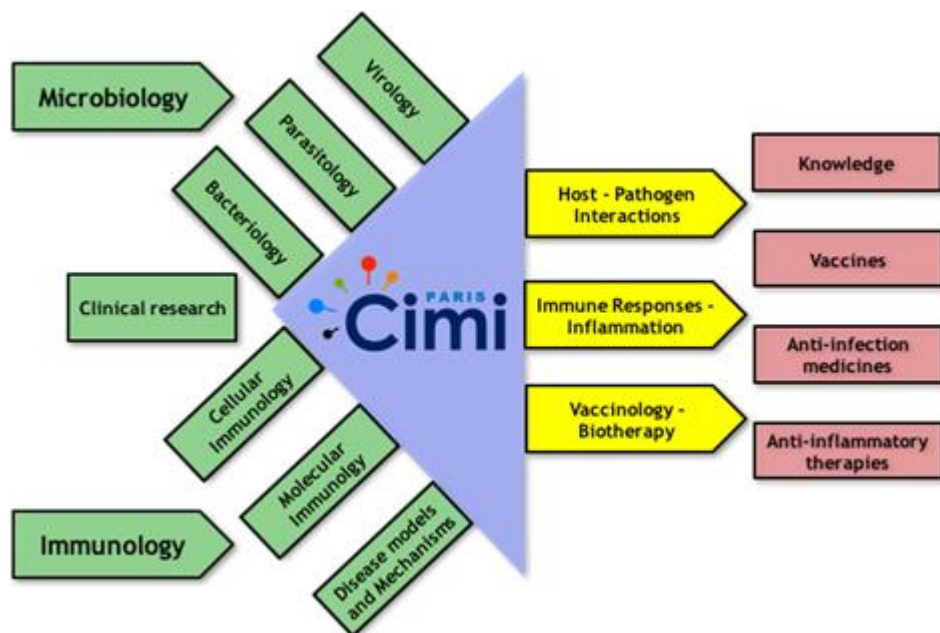 Microbiology
Virology
Parasitology
Bacteriology
Clinical research
Cellular
Immunology
Molecular
Immunolgy
Immunology
Disease models
and Mechanisms
PARIS
Cimi
Host - Pathogen
Interactions
Immune Responses -
Inflammation
Vaccinology -
Biotherapy
Knowledge
Vaccines
Anti-infection
medicines
Anti-inflammatory
therapies